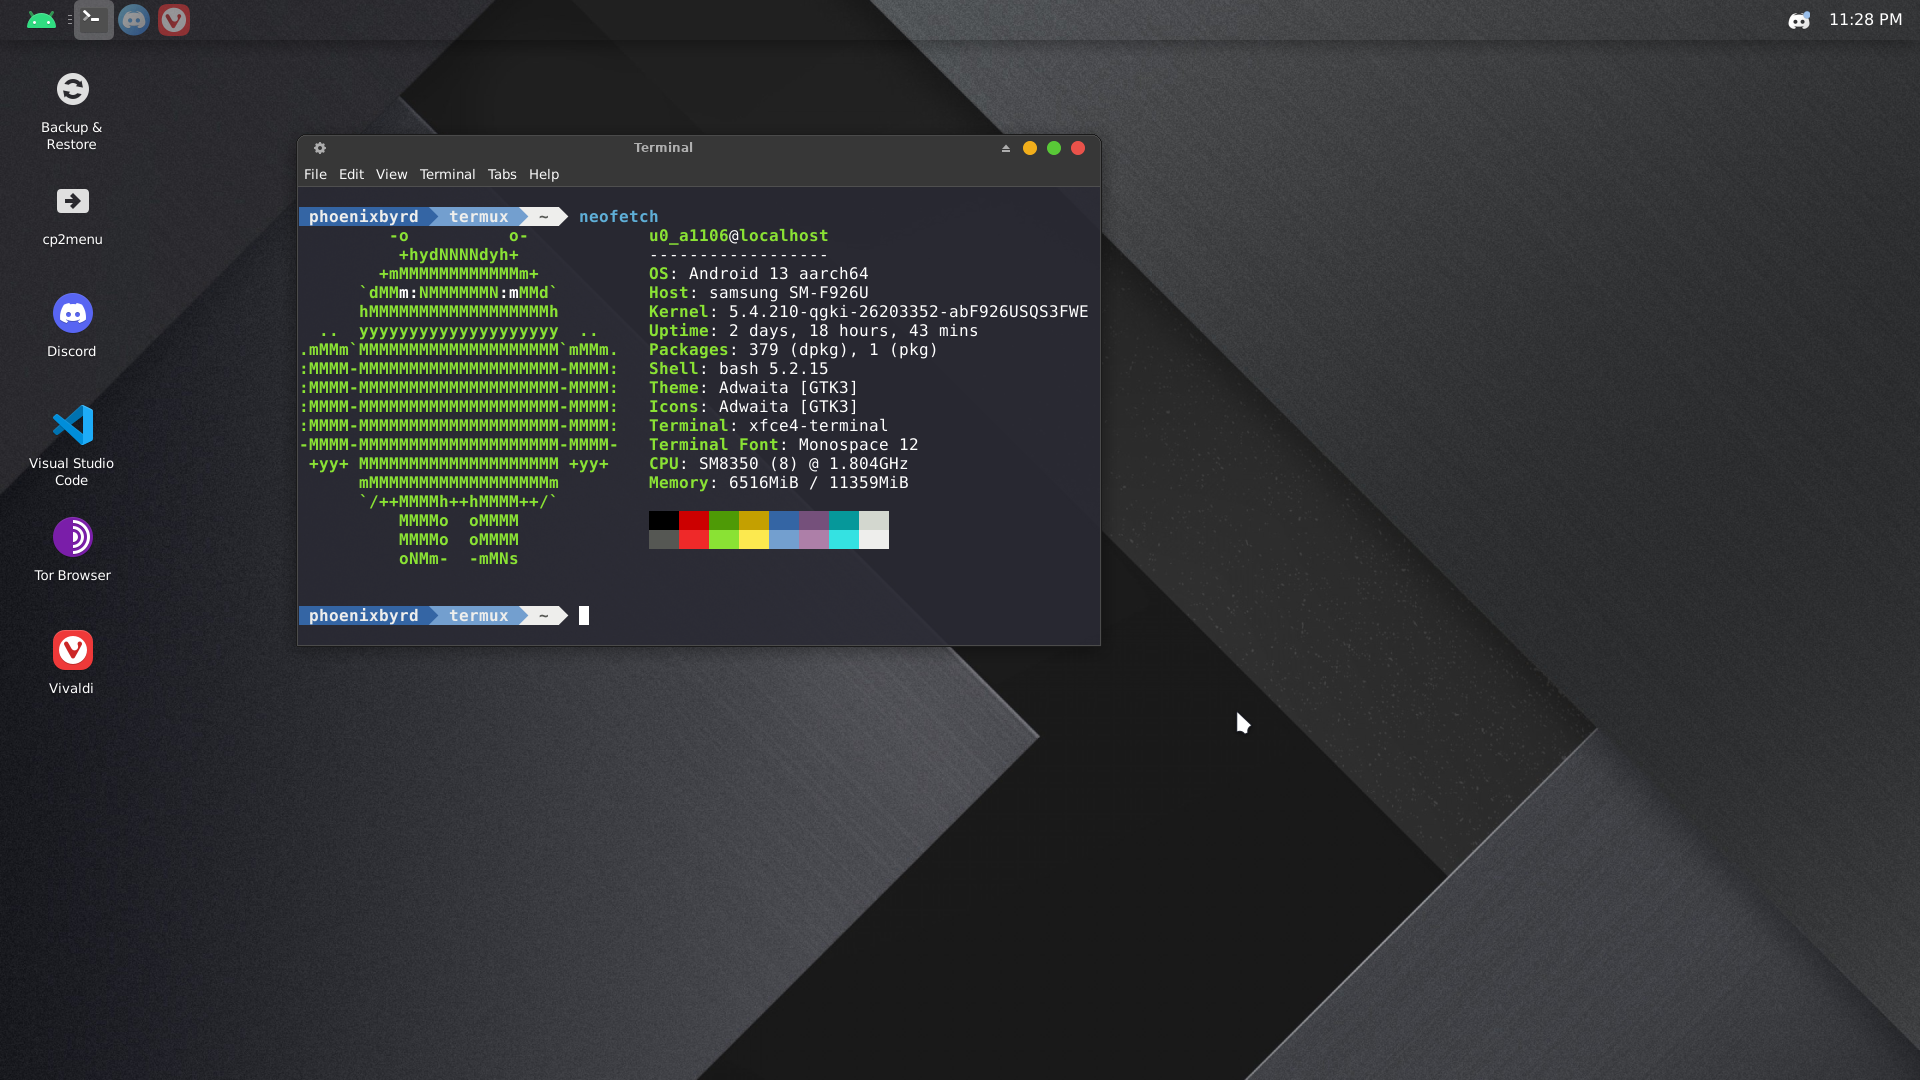 11:28 PM
Backup &
Restore
cp2menu
Discord
Visual Studio
Code
Tor Browser
Vivaldi
Terminal
File Edit View Terminal Tabs Help
phoenixbyrd termux ~ neofetch
-o          o-
+hydNNNNdyh+
+mMMMMMMMMMMMMm+
`dMMm:NMMMMMMN:mMMd`
hMMMMMMMMMMMMMMMMMMh
..  yyyyyyyyyyyyyyyyyyyy  ..
.mMMm`MMMMMMMMMMMMMMMMMMMM`mMMm.
:MMMM-MMMMMMMMMMMMMMMMMMMM-MMMM:
:MMMM-MMMMMMMMMMMMMMMMMMMM-MMMM:
:MMMM-MMMMMMMMMMMMMMMMMMMM-MMMM:
:MMMM-MMMMMMMMMMMMMMMMMMMM-MMMM:
-MMMM-MMMMMMMMMMMMMMMMMMMM-MMMM-
+yy+ MMMMMMMMMMMMMMMMMMMM +yy+
mMMMMMMMMMMMMMMMMMMm
`/++MMMMh++hMMMM++/`
MMMMo  oMMMM
MMMMo  oMMMM
oNMm-  -mMNs
u0_a1106@localhost
------------------
OS: Android 13 aarch64
Host: samsung SM-F926U
Kernel: 5.4.210-qgki-26203352-abF926USQS3FWE
Uptime: 2 days, 18 hours, 43 mins
Packages: 379 (dpkg), 1 (pkg)
Shell: bash 5.2.15
Theme: Adwaita [GTK3]
Icons: Adwaita [GTK3]
Terminal: xfce4-terminal
Terminal Font: Monospace 12
CPU: SM8350 (8) @ 1.804GHz
Memory: 6516MiB / 11359MiB
phoenixbyrd termux ~